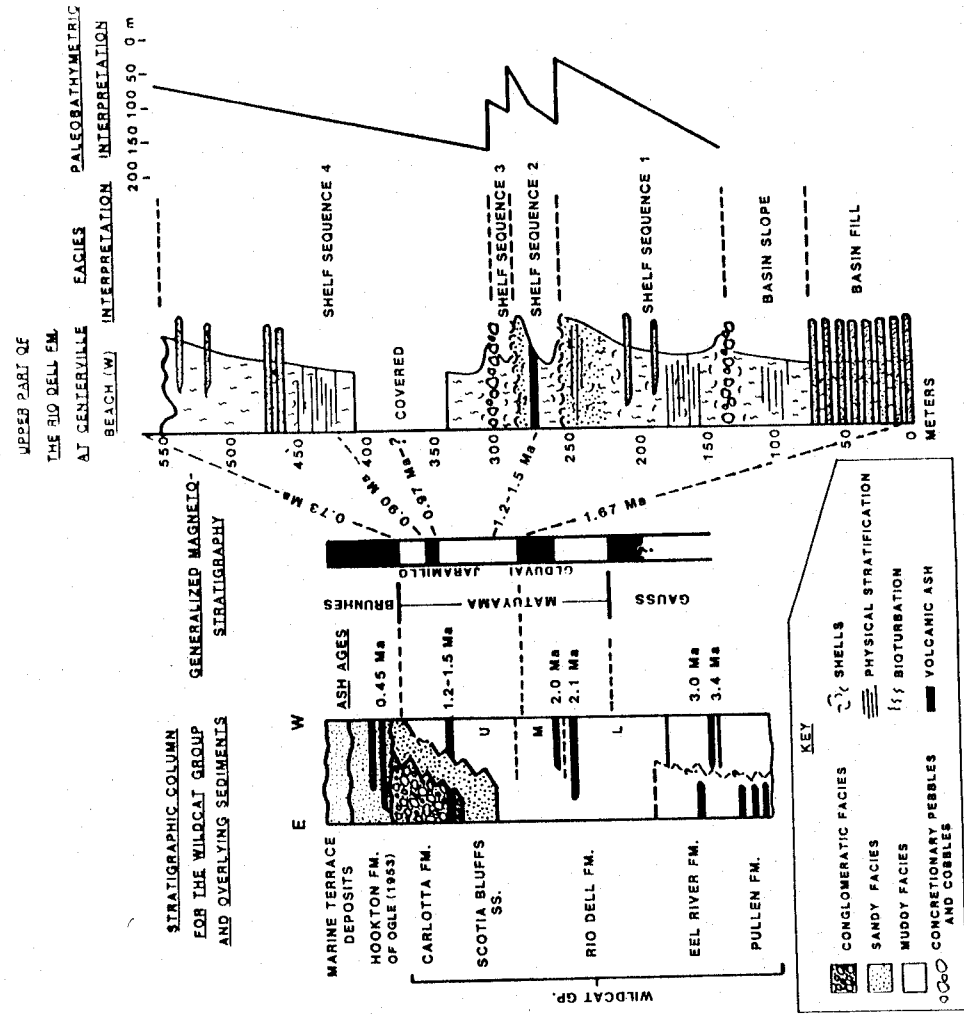 STRATIGRAPHIC COLUMN
FOR THE WILDCAT GROUP
AND OVERLYING SEDIMENTS
GENERALIZED MAGNETO-
STRATIGRAPHY
UPPER PART OF
THE RIO DELL FM.
AT CENTERVILLE
BEACH (W)
FACIES
INTERPRETATION
PALEOBATHYMETRIC
INTERPRETATION
200 150 100 50 0 m
E
W
ASH AGES
MARINE TERRACE
DEPOSITS
HOOKTON FM.
OF OGLE (1953)
CARLOTTA FM.
SCOTIA BLUFFS
SS.
RIO DELL FM.
EEL RIVER FM.
PULLEN FM.
WILDCAT GP.
U
M
L
0.45 Ma
1.2-1.5 Ma
2.0 Ma
2.1 Ma
3.0 Ma
3.4 Ma
BRUNHES
MATUYAMA
GAUSS
JARAMILLO
OLDUVAI
?
0.73 Ma
0.90 Ma
0.97 Ma ?
1.2-1.5 Ma
1.67 Ma
550
500
450
400
350
300
250
200
150
100
50
0
METERS
COVERED
SHELF SEQUENCE 4
SHELF SEQUENCE 3
SHELF SEQUENCE 2
SHELF SEQUENCE 1
BASIN SLOPE
BASIN FILL
KEY
CONGLOMERATIC FACIES
SANDY FACIES
MUDDY FACIES
CONCRETIONARY PEBBLES
AND COBBLES
SHELLS
PHYSICAL STRATIFICATION
BIOTURBATION
VOLCANIC ASH